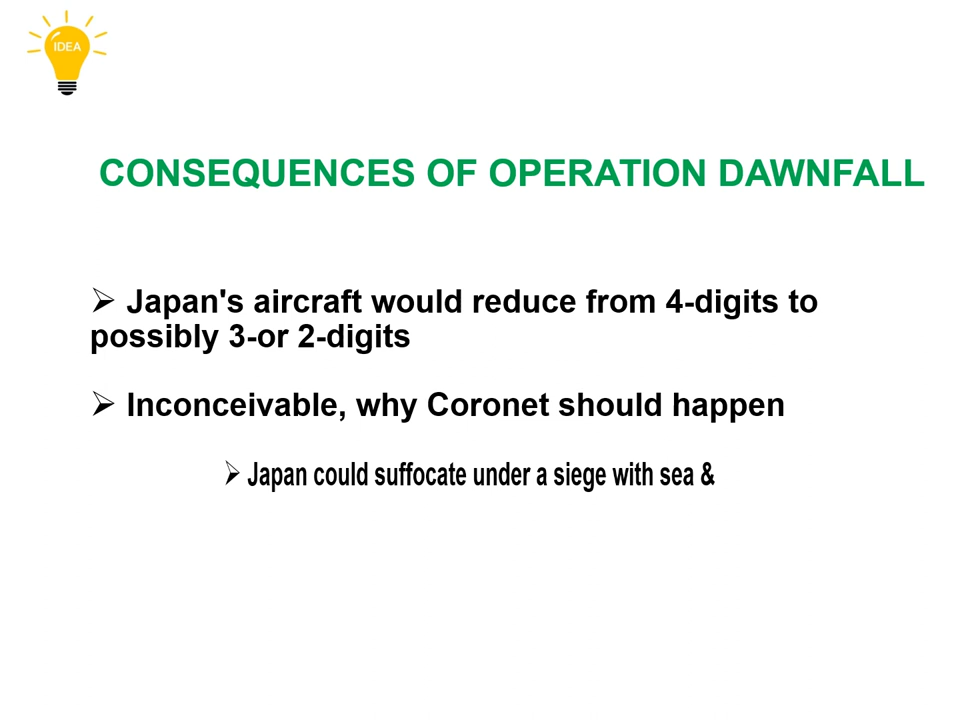 IDEA
CONSEQUENCES OF OPERATION DAWNFALL
➢ Japan's aircraft would reduce from 4-digits to
possibly 3-or 2-digits
➢ Inconceivable, why Coronet should happen
➢ Japan could suffocate under a siege with sea &